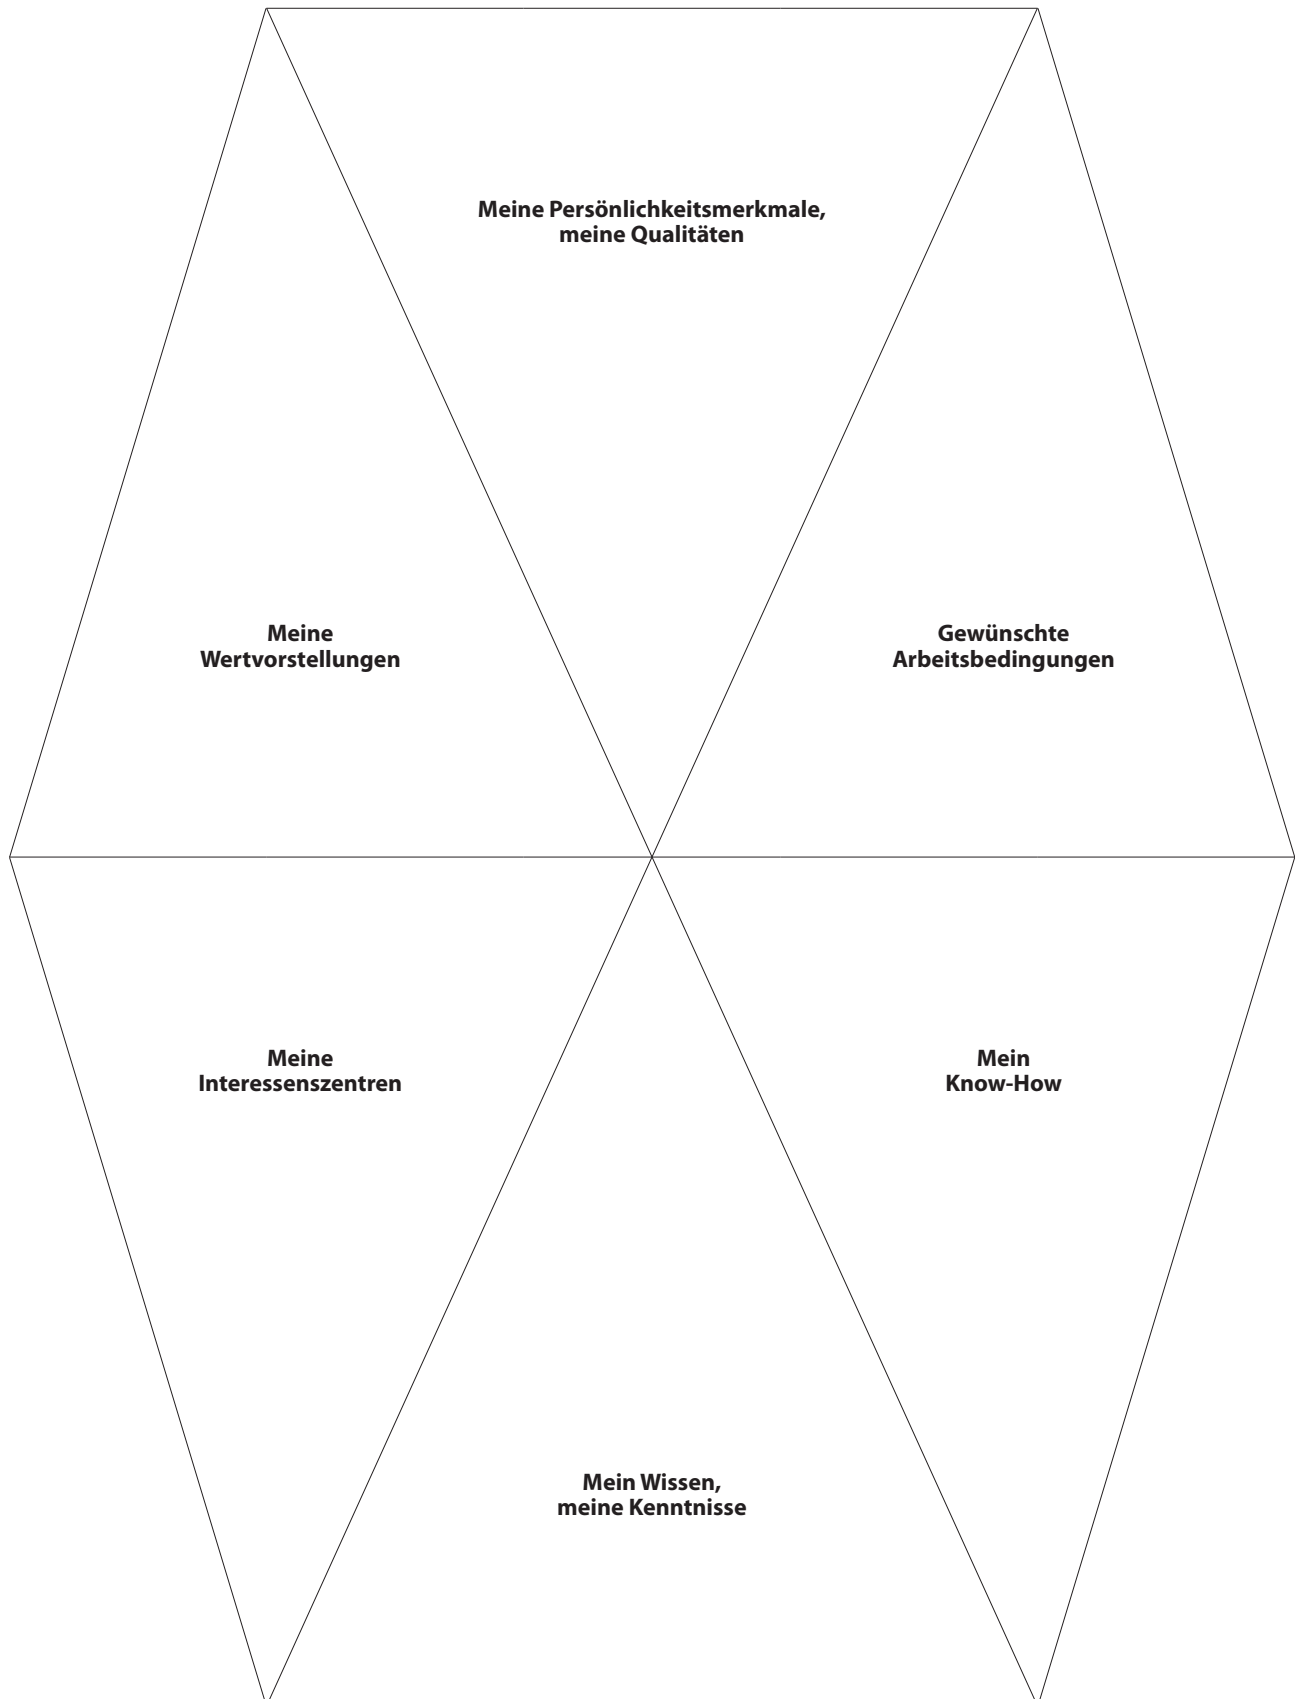 Meine Persönlichkeitsmerkmale,
meine Qualitäten
Meine
Wertvorstellungen
Gewünschte
Arbeitsbedingungen
Meine
Interessenszentren
Mein
Know-How
Mein Wissen,
meine Kenntnisse